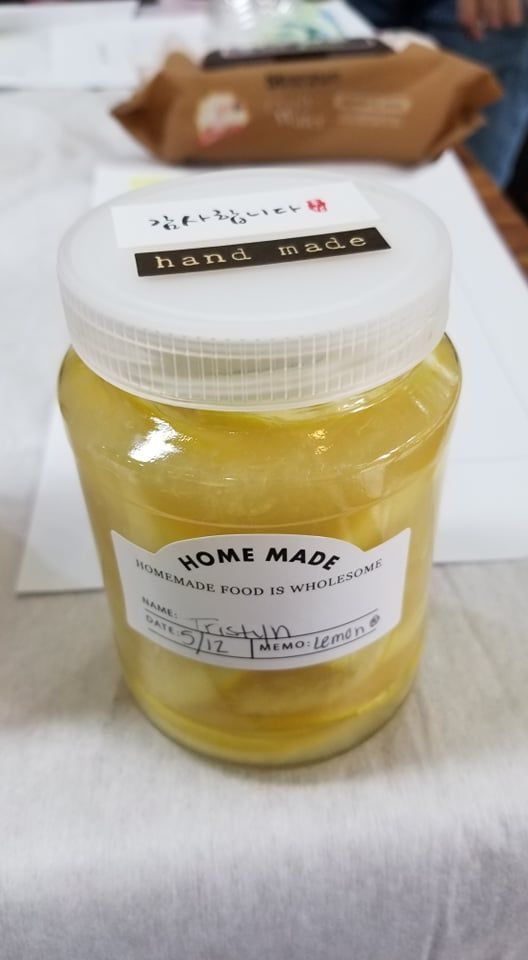 감사합니다
hand made
HOME MADE
HOMEMADE FOOD IS WHOLESOME
NAME: Tristyn
DATE: 5/12 MEMO: Lemon